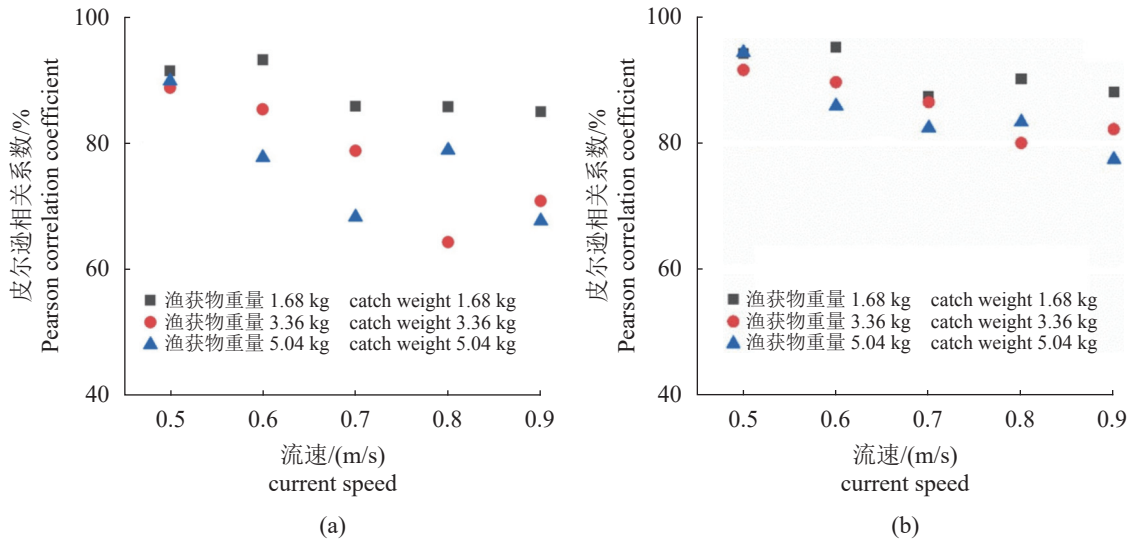 100
80
60
40
皮尔逊相关系数/%
Pearson correlation coefficient
渔获物重量 1.68 kg catch weight 1.68 kg
渔获物重量 3.36 kg catch weight 3.36 kg
渔获物重量 5.04 kg catch weight 5.04 kg
0.5 0.6 0.7 0.8 0.9
流速/(m/s)
current speed
(a)
100
80
60
40
皮尔逊相关系数/%
Pearson correlation coefficient
渔获物重量 1.68 kg catch weight 1.68 kg
渔获物重量 3.36 kg catch weight 3.36 kg
渔获物重量 5.04 kg catch weight 5.04 kg
0.5 0.6 0.7 0.8 0.9
流速/(m/s)
current speed
(b)